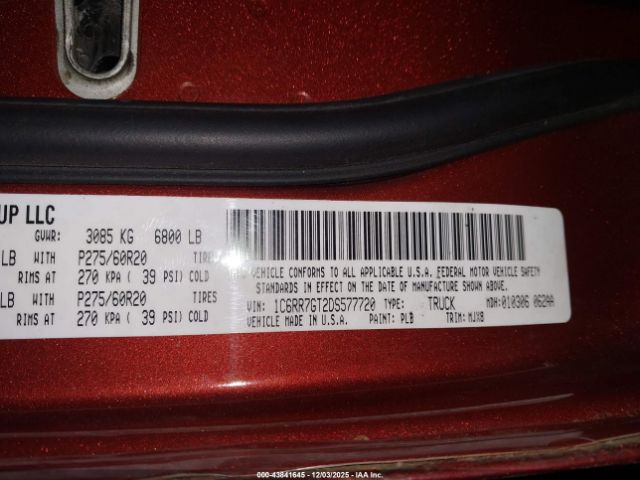 UP LLC
GVWR: 3085 KG 6800 LB
LB WITH P275/60R20 TIRES
RIMS AT 270 KPA ( 39 PSI) COLD
LB WITH P275/60R20 TIRES
RIMS AT 270 KPA ( 39 PSI) COLD
VEHICLE CONFORMS TO ALL APPLICABLE U.S.A. FEDERAL MOTOR VEHICLE SAFETY
STANDARDS IN EFFECT ON THE DATE OF MANUFACTURE SHOWN ABOVE.
VIN: 1C6RR7GT2DS577720 TYPE: TRUCK MDH:010306 062AA
VEHICLE MADE IN U.S.A. PAINT: PLB TRIM: MJX8
000-43841645 - 12/03/2025 - IAAI Inc.